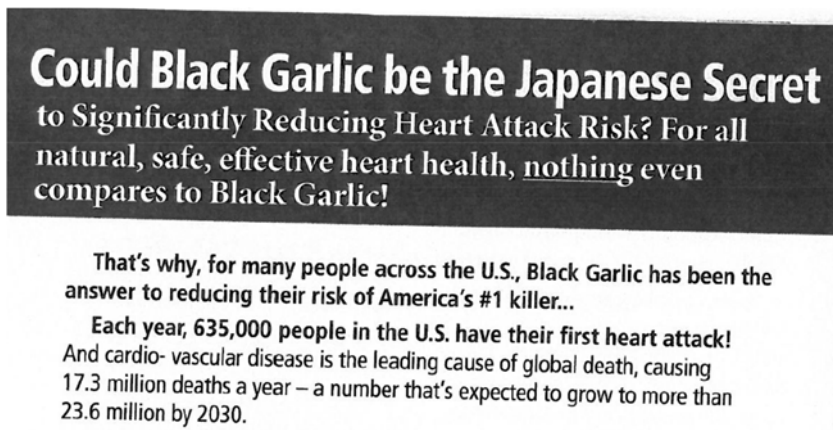 Could Black Garlic be the Japanese Secret
to Significantly Reducing Heart Attack Risk? For all
natural, safe, effective heart health, nothing even
compares to Black Garlic!
That's why, for many people across the U.S., Black Garlic has been the
answer to reducing their risk of America's #1 killer...
Each year, 635,000 people in the U.S. have their first heart attack!
And cardio- vascular disease is the leading cause of global death, causing
17.3 million deaths a year – a number that's expected to grow to more than
23.6 million by 2030.